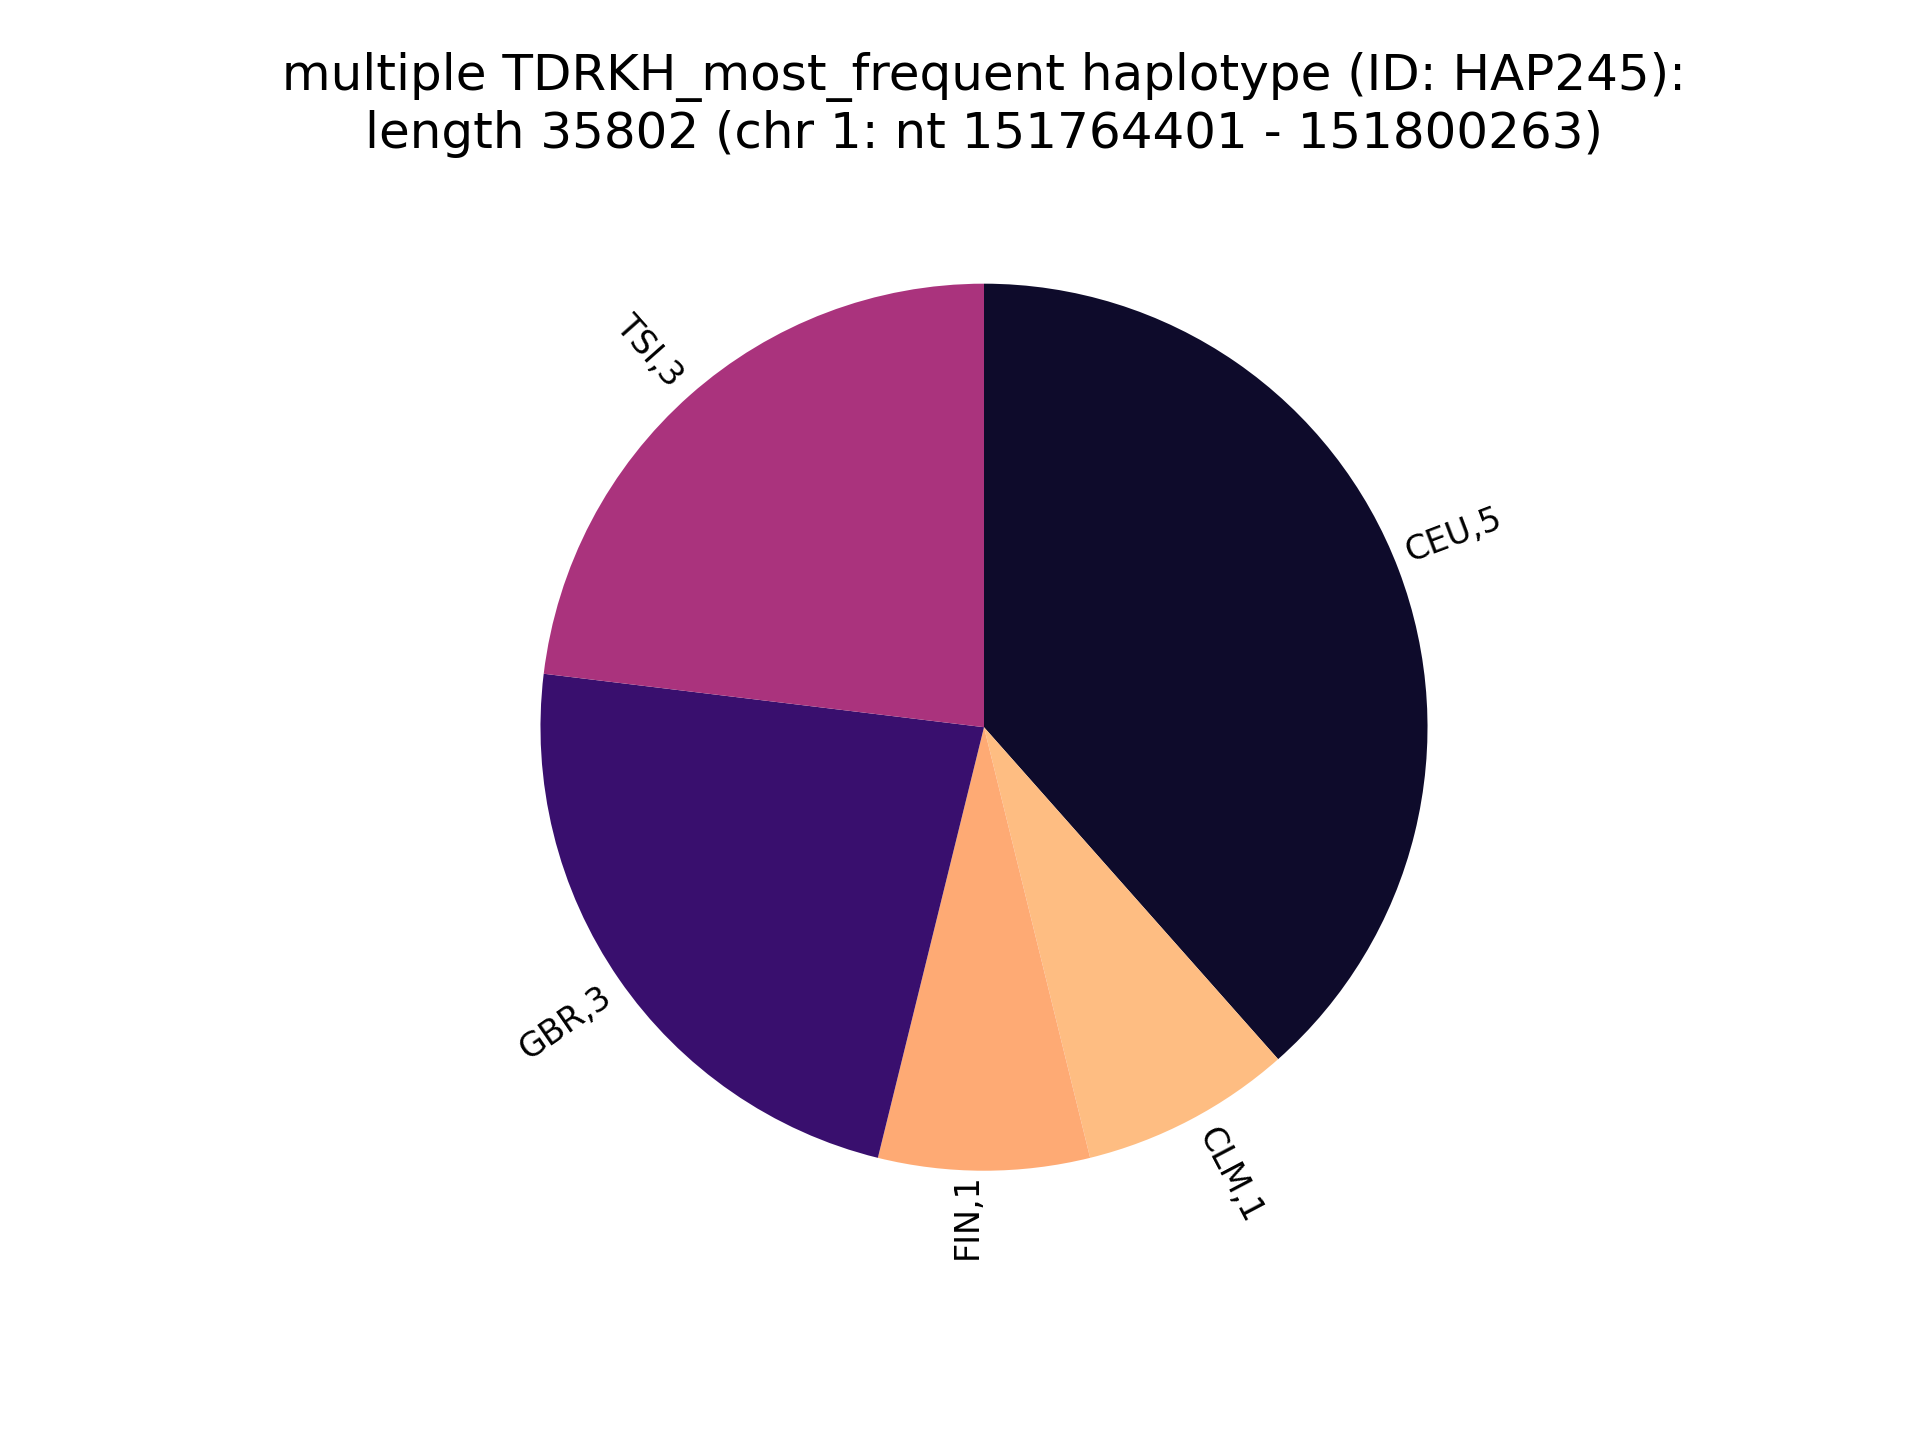 multiple TDRKH_most_frequent haplotype (ID: HAP245):
length 35802 (chr 1: nt 151764401 - 151800263)
TSI,3
CEU,5
GBR,3
CLM,1
FIN,1